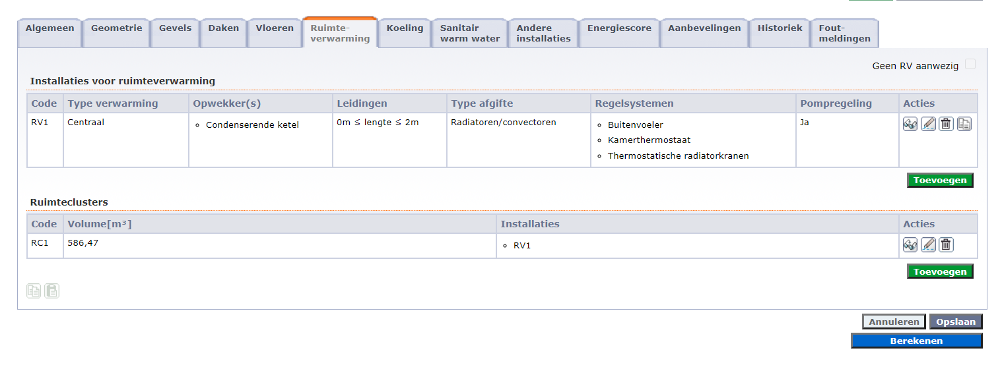 Algemeen Geometrie Gevels Daken Vloeren Ruimte-verwarming Koeling Sanitair warm water Andere installaties Energiescore Aanbevelingen Historiek Fout-meldingen
Geen RV aanwezig
Installaties voor ruimteverwarming
Code Type verwarming Opwekker(s) Leidingen Type afgifte Regelsystemen Pompregeling Acties
RV1 Centraal Condenserende ketel 0m ≤ lengte ≤ 2m Radiatoren/convectoren Buitenvoeler Ja
Kamerthermostaat
Thermostatische radiatorkranen
Toevoegen
Ruimteclusters
Code Volume[m³] Installaties Acties
RC1 586,47 RV1
Toevoegen
Annuleren Opslaan
Berekenen